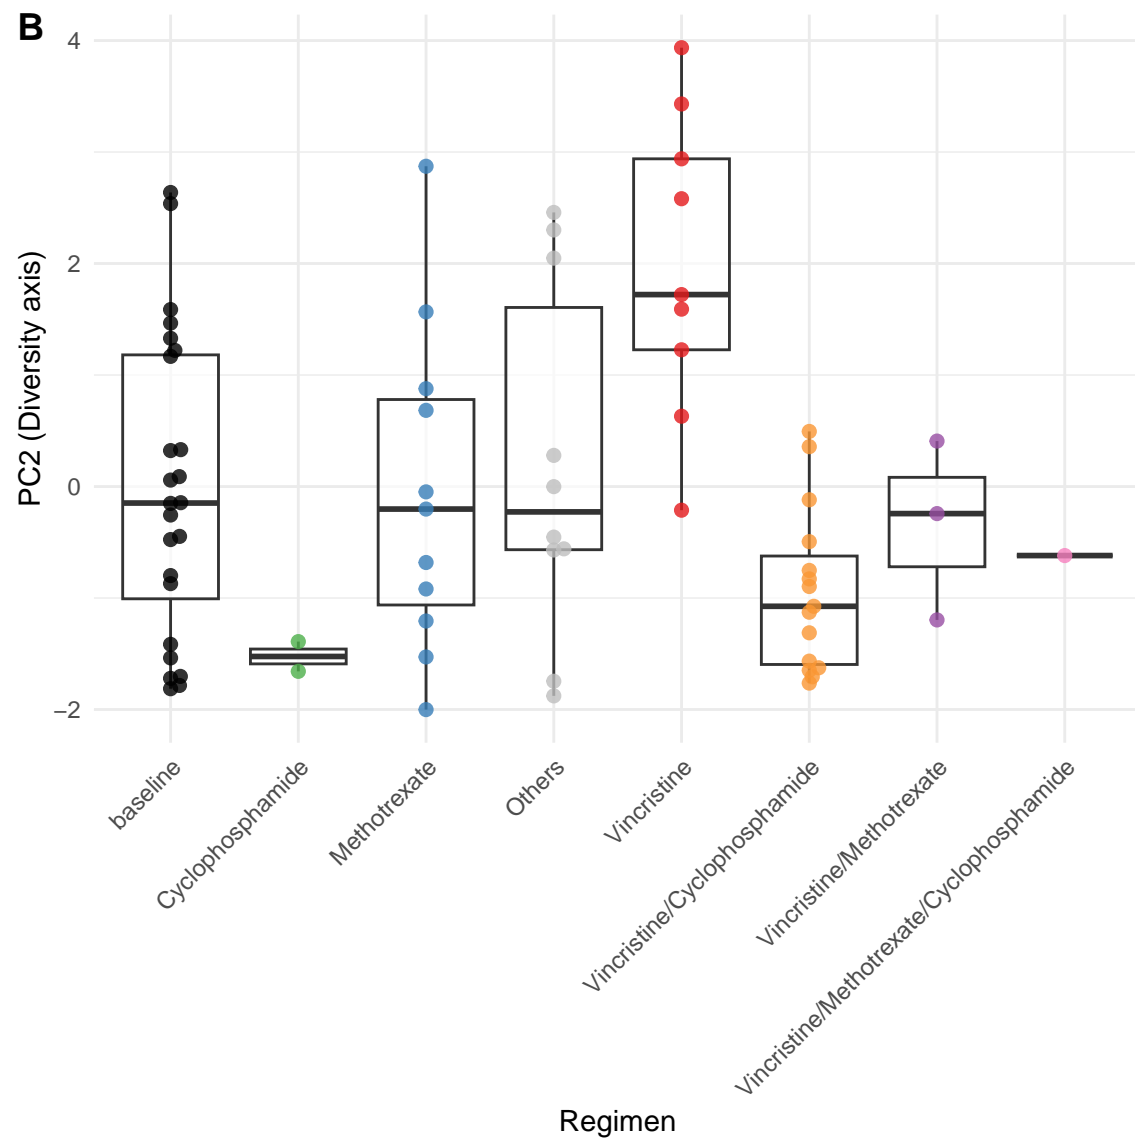 B
PC2 (Diversity axis)
4
2
0
−2
baseline
Cyclophosphamide
Methotrexate
Others
Vincristine
Vincristine/Cyclophosphamide
Vincristine/Methotrexate
Vincristine/Methotrexate/Cyclophosphamide
Regimen